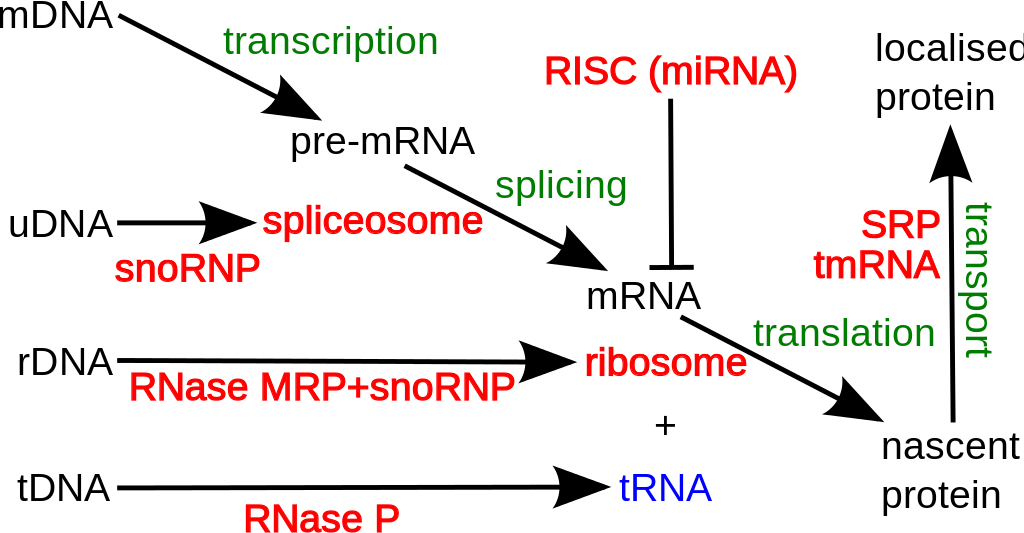 mDNA
transcription
localised
protein
RISC (miRNA)
pre-mRNA
splicing
uDNA
spliceosome
snoRNP
SRP
tmRNA
transport
mRNA
translation
rDNA
ribosome
RNase MRP+snoRNP
+
nascent
protein
tDNA
tRNA
RNase P